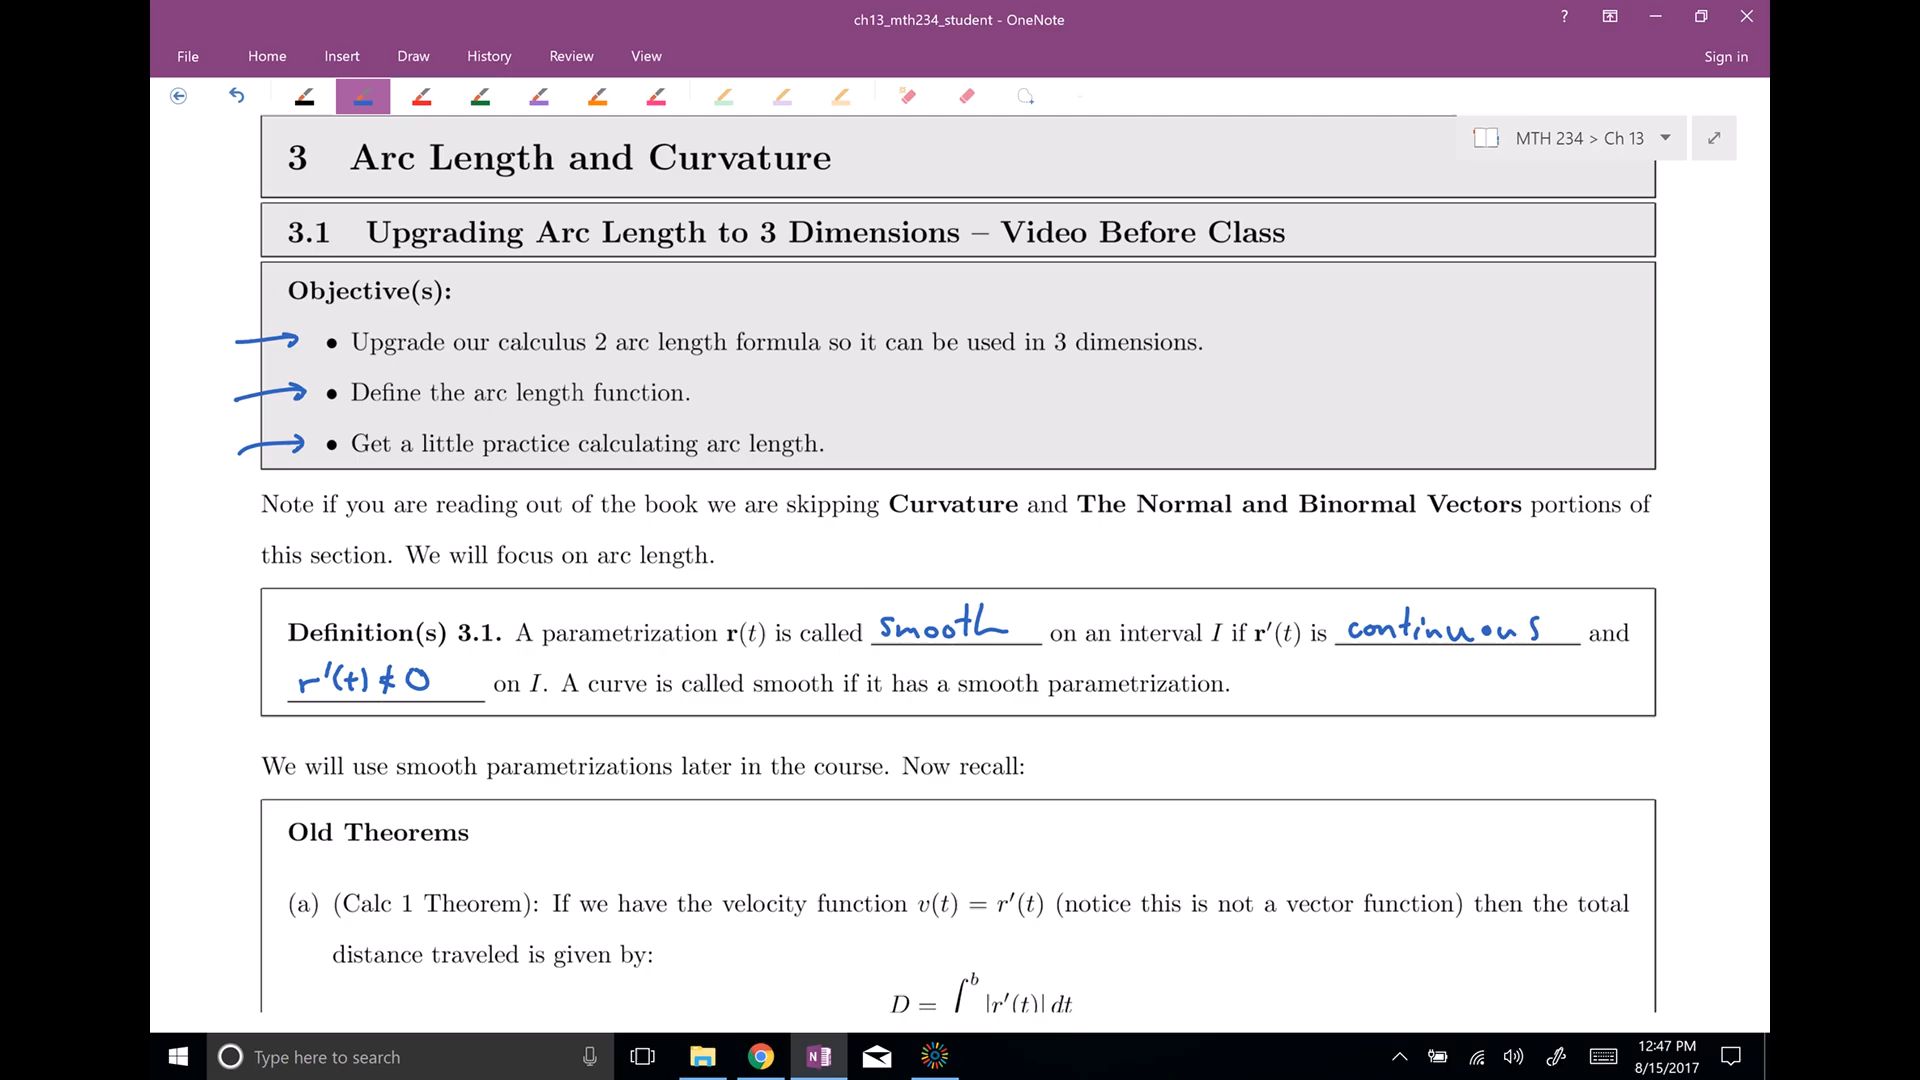 ch13_mth234_student - OneNote
?
File Home Insert Draw History Review View Sign in
MTH 234 > Ch 13
3 Arc Length and Curvature
3.1 Upgrading Arc Length to 3 Dimensions – Video Before Class
Objective(s):
• Upgrade our calculus 2 arc length formula so it can be used in 3 dimensions.
• Define the arc length function.
• Get a little practice calculating arc length.
Note if you are reading out of the book we are skipping Curvature and The Normal and Binormal Vectors portions of
this section. We will focus on arc length.
Definition(s) 3.1. A parametrization r(t) is called smooth on an interval I if r′(t) is continuous and
r'(t) ≠ 0 on I. A curve is called smooth if it has a smooth parametrization.
We will use smooth parametrizations later in the course. Now recall:
Old Theorems
(a) (Calc 1 Theorem): If we have the velocity function v(t) = r′(t) (notice this is not a vector function) then the total
distance traveled is given by:
D = ∫^b |r′(t)| dt
Type here to search
12:47 PM
8/15/2017